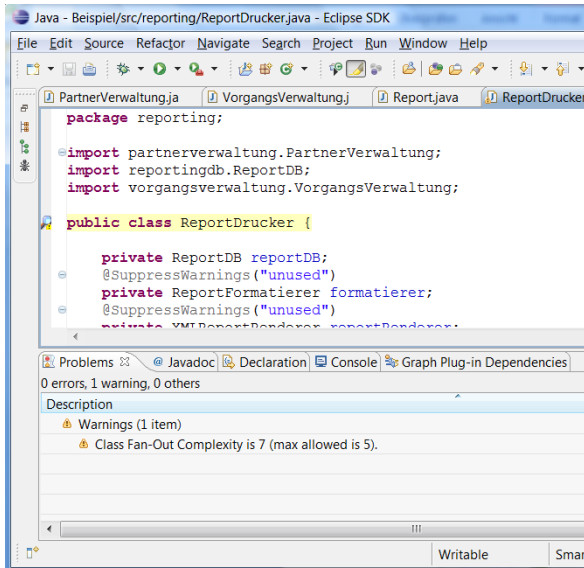 Java - Beispiel/src/reporting/ReportDrucker.java - Eclipse SDK
File Edit Source Refactor Navigate Search Project Run Window Help
PartnerVerwaltung.ja VorgangsVerwaltung.j Report.java ReportDrucker
package reporting;
import partnerverwaltung.PartnerVerwaltung;
import reportingdb.ReportDB;
import vorgangsverwaltung.VorgangsVerwaltung;
public class ReportDrucker {
private ReportDB reportDB;
@SuppressWarnings("unused")
private ReportFormatierer formatierer;
@SuppressWarnings("unused")
private XMLReportRenderer reportRenderer;
Problems @ Javadoc Declaration Console Graph Plug-in Dependencies
0 errors, 1 warning, 0 others
Description
Warnings (1 item)
Class Fan-Out Complexity is 7 (max allowed is 5).
Writable Smar